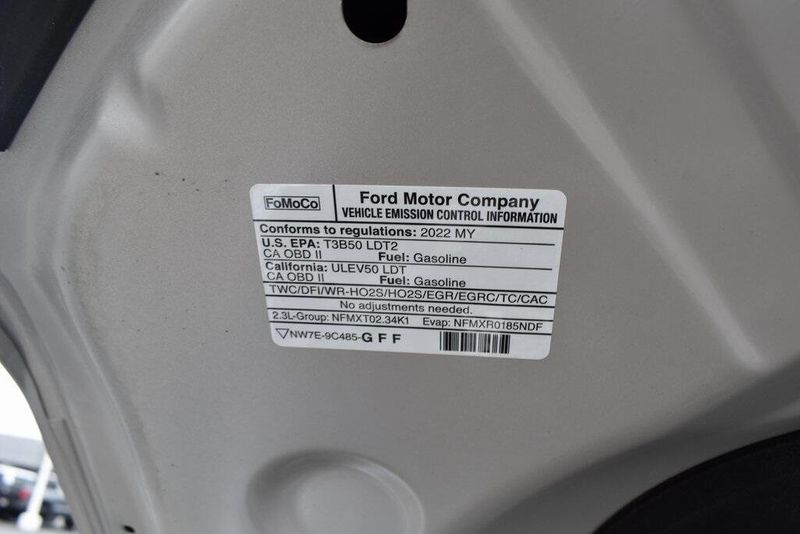 FoMoCo
Ford Motor Company
VEHICLE EMISSION CONTROL INFORMATION
Conforms to regulations: 2022 MY
U.S. EPA: T3B50 LDT2
CA OBD II Fuel: Gasoline
California: ULEV50 LDT
CA OBD II Fuel: Gasoline
TWC/DFI/WR-HO2S/HO2S/EGR/EGRC/TC/CAC
No adjustments needed.
2.3L-Group: NFMXT02.34K1 Evap: NFMXR0185NDF
NW7E-9C485-GFF